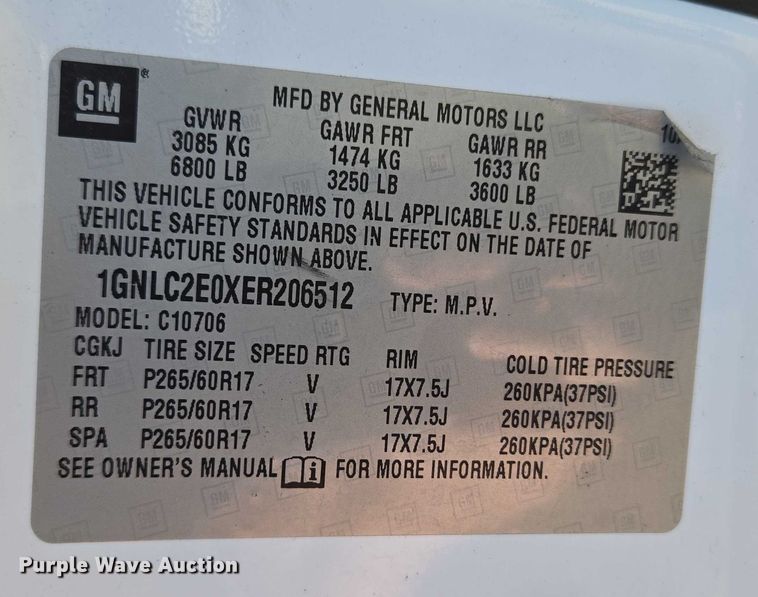 GM ®
MFD BY GENERAL MOTORS LLC
GVWR GAWR FRT GAWR RR
3085 KG 1474 KG 1633 KG
6800 LB 3250 LB 3600 LB
THIS VEHICLE CONFORMS TO ALL APPLICABLE U.S. FEDERAL MOTOR
VEHICLE SAFETY STANDARDS IN EFFECT ON THE DATE OF
MANUFACTURE SHOWN ABOVE.
1GNLC2E0XER206512 TYPE: M.P.V.
MODEL: C10706
CGKJ TIRE SIZE SPEED RTG RIM COLD TIRE PRESSURE
FRT P265/60R17 V 17X7.5J 260KPA(37PSI)
RR P265/60R17 V 17X7.5J 260KPA(37PSI)
SPA P265/60R17 V 17X7.5J 260KPA(37PSI)
SEE OWNER'S MANUAL i FOR MORE INFORMATION.
Purple Wave Auction